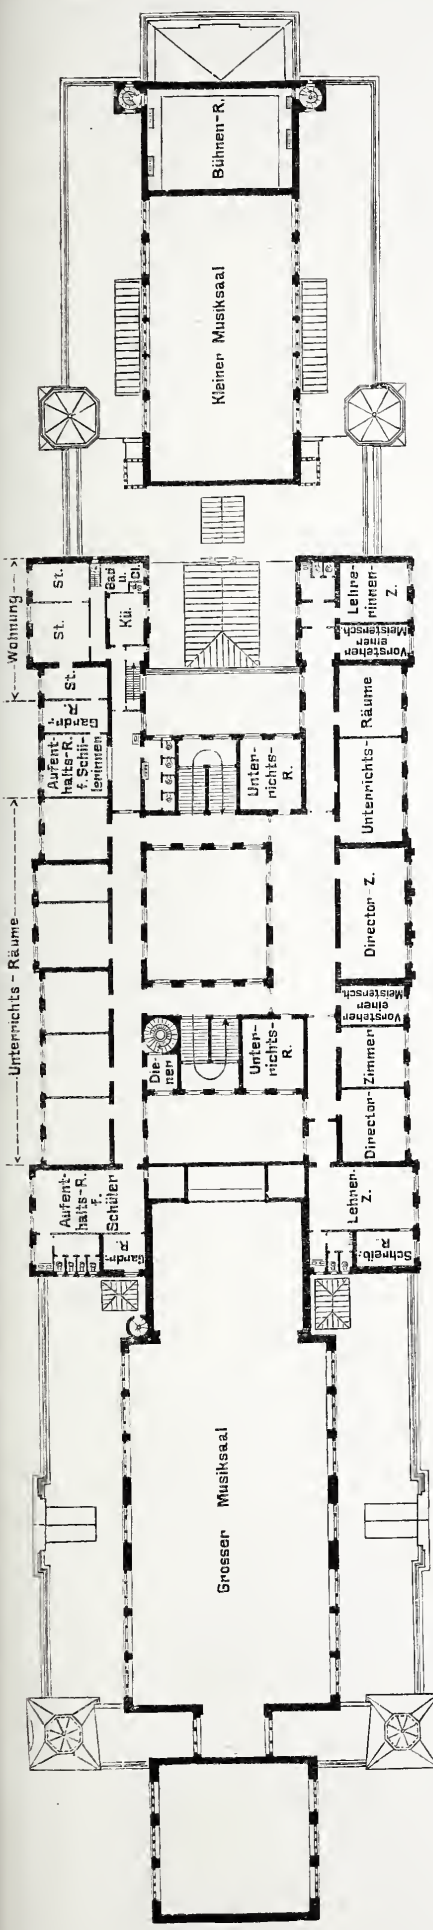 Grosser Musiksaal
Aufent-
halts-R.
f.
Schüler
Gardr.
R.
Unterrichts-Räume
Die-
ner
Unter-
richts-
R.
Lehrer-
Z.
Schreib.
R.
Director-Zimmer
Vorsteher
einer
Meistersch.
Director-Z.
Unterrichts-Räume
Unter-
richts-
R.
Aufent-
halts-R.
f. Schü-
lerinnen
Gardr.
R.
Wohnung
St.
St.
St.
Kü.
Bad
u.
Cl.
Vorsteher
einer
Meistersch.
Lehre-
rinnen-
Z.
Kleiner Musiksaal
Bühnen-R.